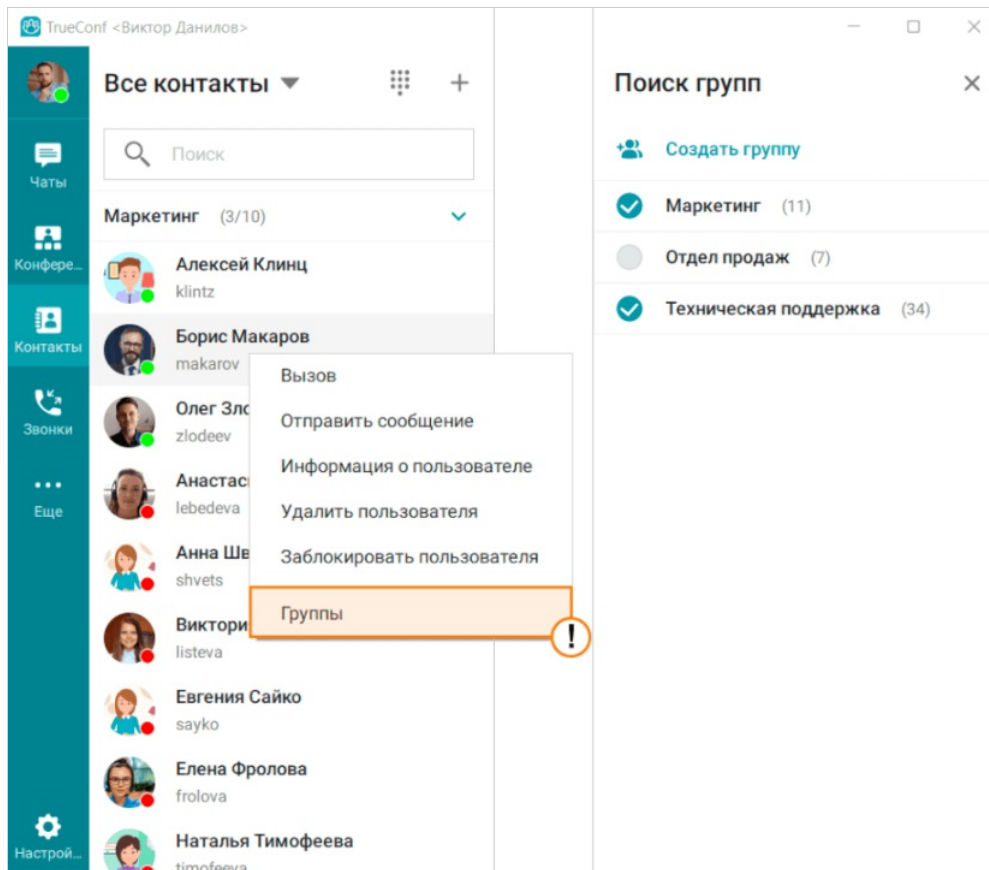 TrueConf <Виктор Данилов>
Все контакты
Поиск
Чаты
Конфере...
Контакты
Звонки
Еще
Настрой...
Маркетинг (3/10)
Алексей Клинц
klintz
Борис Макаров
makarov
Олег Зло
zlodeev
Анастас
lebedeva
Анна Шв
shvets
Виктори
listeva
Евгения Сайко
sayko
Елена Фролова
frolova
Наталья Тимофеева
timofeeva
Вызов
Отправить сообщение
Информация о пользователе
Удалить пользователя
Заблокировать пользователя
Группы
!
Поиск групп
Создать группу
Маркетинг (11)
Отдел продаж (7)
Техническая поддержка (34)